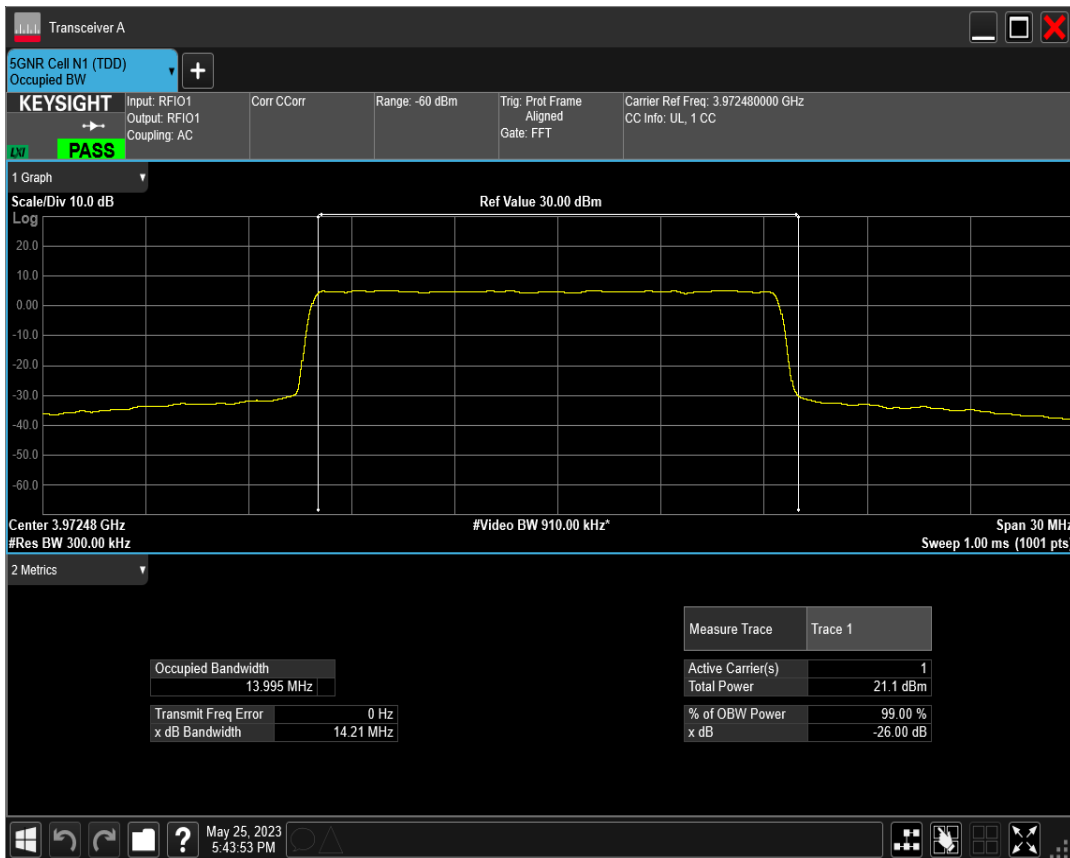 Transceiver A
5GNR Cell N1 (TDD)
Occupied BW
KEYSIGHT
LXI
PASS
Input: RFIO1
Output: RFIO1
Coupling: AC
Corr CCorr
Range: -60 dBm
Trig: Prot Frame
Aligned
Gate: FFT
Carrier Ref Freq: 3.972480000 GHz
CC Info: UL, 1 CC
1 Graph
Scale/Div 10.0 dB
Ref Value 30.00 dBm
Log
20.0
10.0
0.00
-10.0
-20.0
-30.0
-40.0
-50.0
-60.0
Center 3.97248 GHz
#Video BW 910.00 kHz*
Span 30 MHz
#Res BW 300.00 kHz
Sweep 1.00 ms (1001 pts)
2 Metrics
Measure Trace
Trace 1
Occupied Bandwidth
13.995 MHz
Active Carrier(s)
1
Total Power
21.1 dBm
Transmit Freq Error
0 Hz
x dB Bandwidth
14.21 MHz
% of OBW Power
99.00 %
x dB
-26.00 dB
?
May 25, 2023
5:43:53 PM